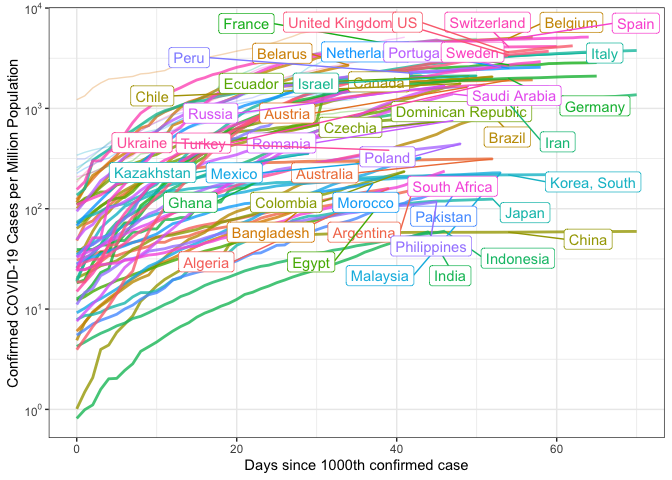 Confirmed COVID-19 Cases per Million Population
10⁴
10³
10²
10¹
10⁰
France
United Kingdom
US
Switzerland
Belgium
Spain
Peru
Belarus
Netherla
Portuga
Sweden
Italy
Chile
Ecuador
Israel
Canada
Saudi Arabia
Germany
Russia
Austria
Dominican Republic
Czechia
Brazil
Iran
Ukraine
Turkey
Romania
Poland
Kazakhstan
Mexico
Australia
Korea, South
South Africa
Ghana
Colombia
Morocco
Pakistan
Japan
Bangladesh
Argentina
China
Philippines
Algeria
Egypt
Indonesia
Malaysia
India
0
20
40
60
Days since 1000th confirmed case